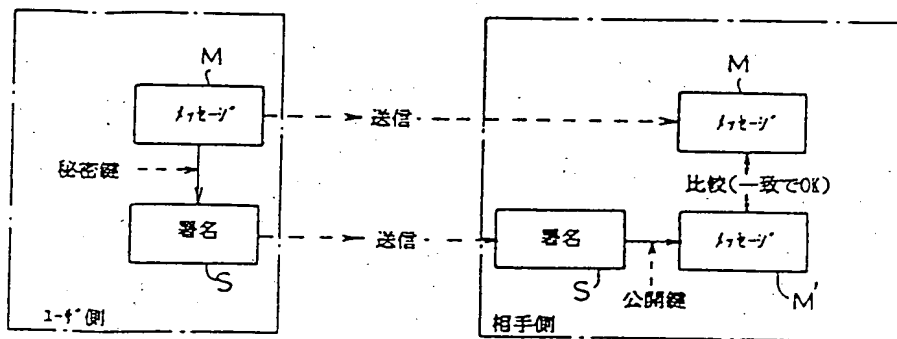 M
メッセージ
送信
秘密鍵
署名
S
送信
ユーザ側
M
メッセージ
比較(一致でOK)
署名
S
公開鍵
メッセージ
M'
相手側